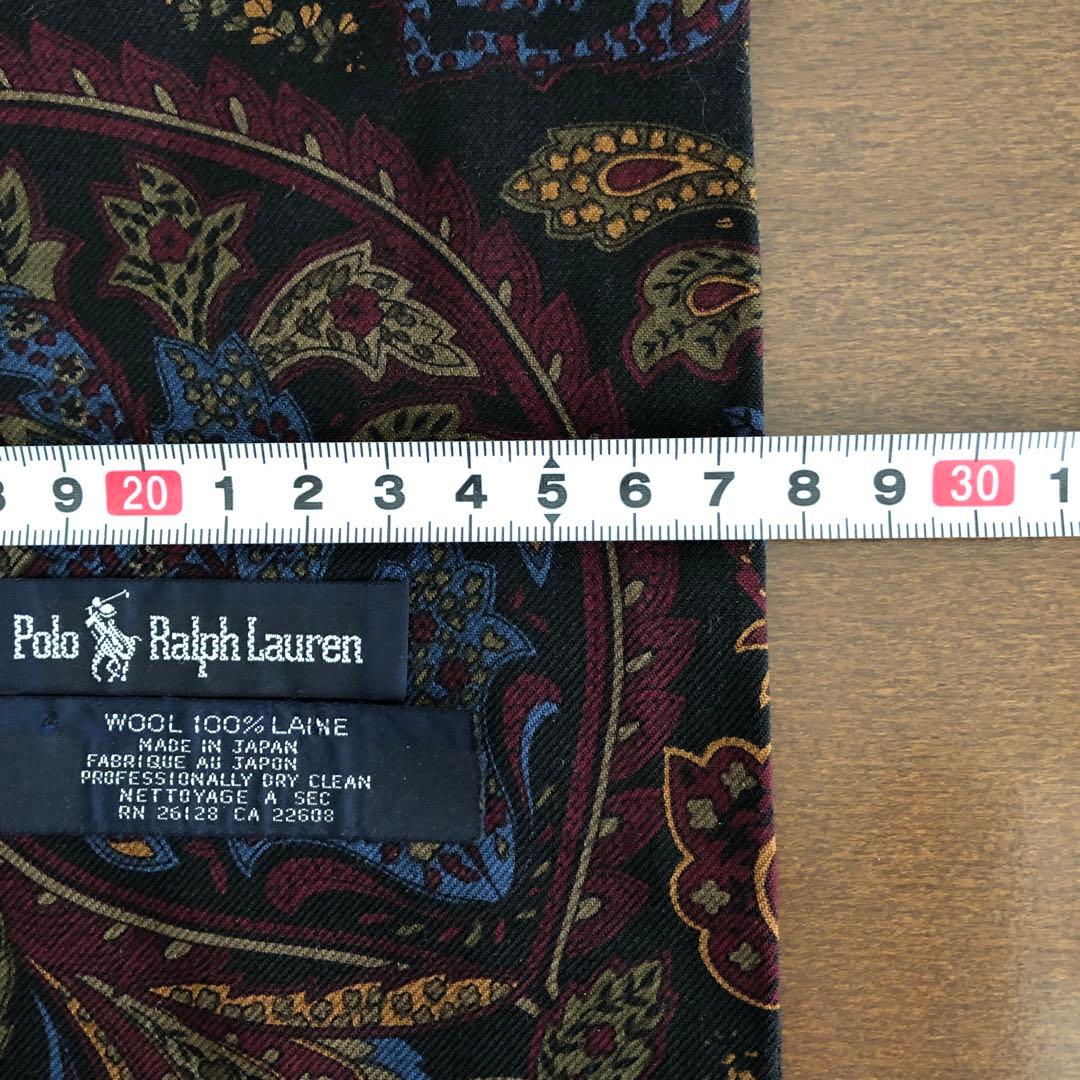 9 20 1 2 3 4 5 6 7 8 9 30 1
Polo Ralph Lauren
WOOL 100% LAINE
MADE IN JAPAN
FABRIQUE AU JAPON
PROFESSIONALLY DRY CLEAN
NETTOYAGE A SEC
RN 26128 CA 22608